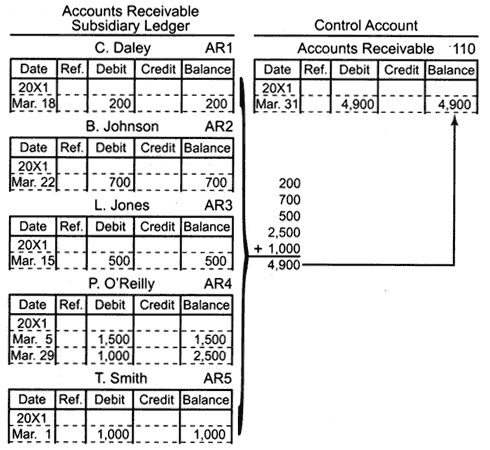 Accounts Receivable
Subsidiary Ledger
C. Daley AR1
Date Ref. Debit Credit Balance
20X1
Mar. 18 200 200
B. Johnson AR2
Date Ref. Debit Credit Balance
20X1
Mar. 22 700 700
L. Jones AR3
Date Ref. Debit Credit Balance
20X1
Mar. 15 500 500
P. O'Reilly AR4
Date Ref. Debit Credit Balance
20X1
Mar. 5 1,500 1,500
Mar. 29 1,000 2,500
T. Smith AR5
Date Ref. Debit Credit Balance
20X1
Mar. 1 1,000 1,000
Control Account
Accounts Receivable 110
Date Ref. Debit Credit Balance
20X1
Mar. 31 4,900 4,900
200
700
500
2,500
+ 1,000
4,900